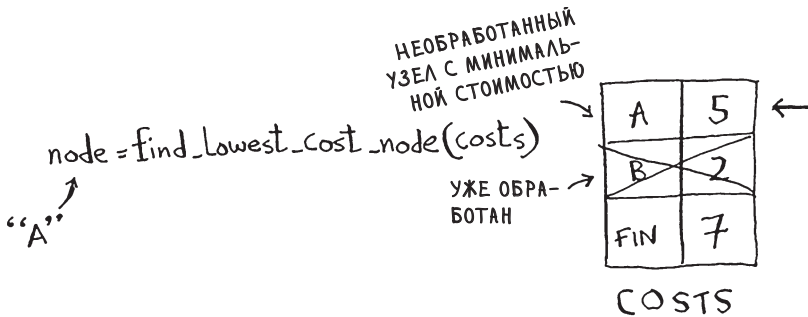 НЕОБРАБОТАННЫЙ
УЗЕЛ С МИНИМАЛЬ-
НОЙ СТОИМОСТЬЮ
node = find_lowest_cost_node(costs)
"A"
УЖЕ ОБРА-
БОТАН
A 5
B 2
FIN 7
COSTS